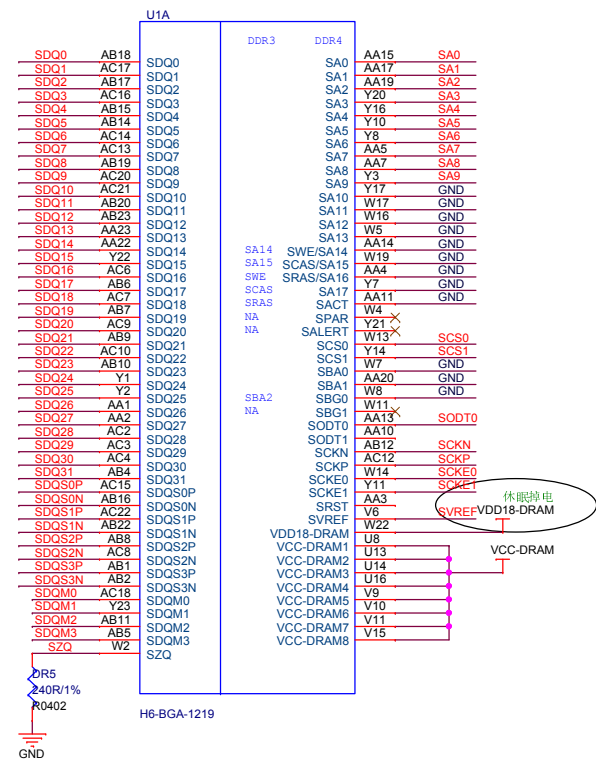 U1A
DDR3 DDR4
SDQ0 AB18 SDQ0 SA0 AA15 SA0
SDQ1 AC17 SDQ1 SA1 AA17 SA1
SDQ2 AB17 SDQ2 SA2 AA19 SA2
SDQ3 AC16 SDQ3 SA3 Y20 SA3
SDQ4 AB15 SDQ4 SA4 Y16 SA4
SDQ5 AB14 SDQ5 SA5 Y10 SA5
SDQ6 AC14 SDQ6 SA6 Y8 SA6
SDQ7 AC13 SDQ7 SA7 AA5 SA7
SDQ8 AB19 SDQ8 SA8 AA7 SA8
SDQ9 AC20 SDQ9 SA9 Y3 SA9
SDQ10 AC21 SDQ10 SA10 Y17 GND
SDQ11 AB20 SDQ11 SA11 W17 GND
SDQ12 AB23 SDQ12 SA12 W16 GND
SDQ13 AA23 SDQ13 SA13 W5 GND
SDQ14 AA22 SDQ14 SA14 SWE/SA14 AA14 GND
SDQ15 Y22 SDQ15 SA15 SCAS/SA15 W19 GND
SDQ16 AC6 SDQ16 SWE SRAS/SA16 AA4 GND
SDQ17 AB6 SDQ17 SCAS SA17 Y7 GND
SDQ18 AC7 SDQ18 SRAS SACT AA11 GND
SDQ19 AB7 SDQ19 NA SPAR W4
SDQ20 AC9 SDQ20 NA SALERT Y21
SDQ21 AB9 SDQ21 SCS0 W13 SCS0
SDQ22 AC10 SDQ22 SCS1 Y14 SCS1
SDQ23 AB10 SDQ23 SBA0 W7 GND
SDQ24 Y1 SDQ24 SBA1 AA20 GND
SDQ25 Y2 SDQ25 SBA2 SBG0 W8 GND
SDQ26 AA1 SDQ26 NA SBG1 W11
SDQ27 AA2 SDQ27 SODT0 AA13 SODT0
SDQ28 AC2 SDQ28 SODT1 AA10
SDQ29 AC3 SDQ29 SCKN AB12 SCKN
SDQ30 AC4 SDQ30 SCKP AC12 SCKP
SDQ31 AB4 SDQ31 SCKE0 W14 SCKE0
SDQS0P AC15 SDQS0P SCKE1 Y11 SCKE1
休眠掉电
SDQS0N AB16 SDQS0N SRST AA3
SDQS1P AC22 SDQS1P SVREF V6 SVREF VDD18-DRAM
SDQS1N AB22 SDQS1N VDD18-DRAM W22
SDQS2P AB8 SDQS2P VCC-DRAM1 U8
SDQS2N AC8 SDQS2N VCC-DRAM2 U13 VCC-DRAM
SDQS3P AB1 SDQS3P VCC-DRAM3 U14
SDQS3N AB2 SDQS3N VCC-DRAM4 U16
SDQM0 AC18 SDQM0 VCC-DRAM5 V9
SDQM1 Y23 SDQM1 VCC-DRAM6 V10
SDQM2 AB11 SDQM2 VCC-DRAM7 V11
SDQM3 AB5 SDQM3 VCC-DRAM8 V15
SZQ W2 SZQ
DR5
240R/1%
R0402
H6-BGA-1219
GND